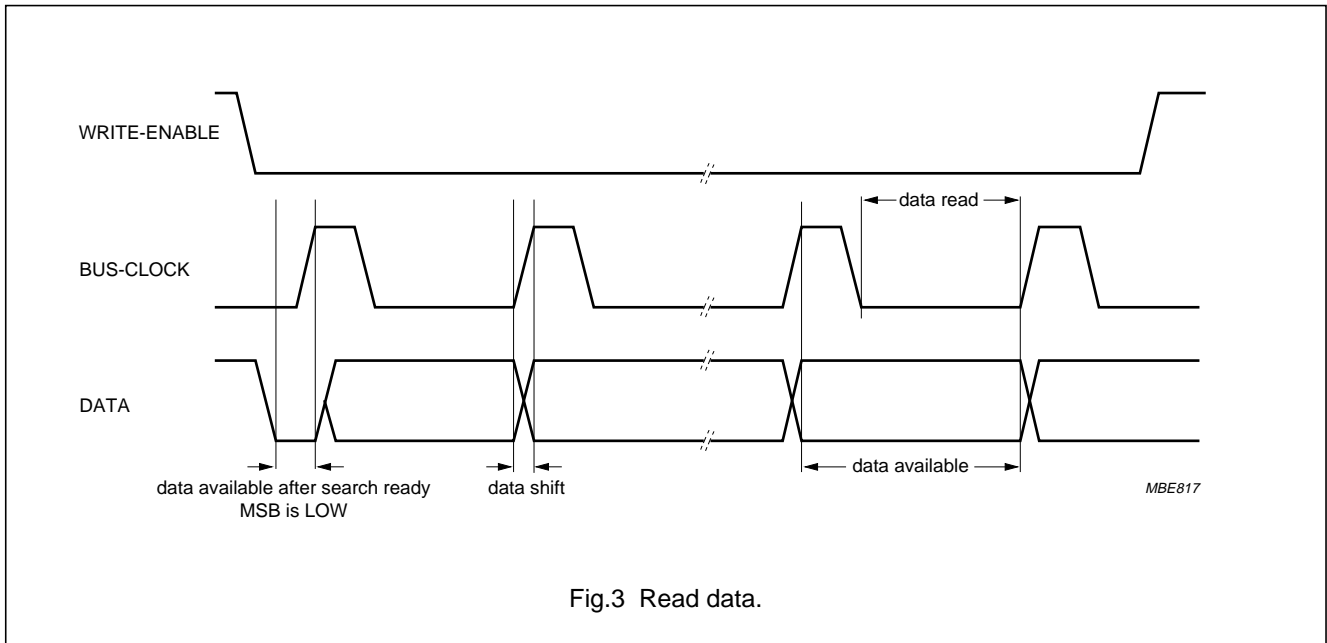 WRITE-ENABLE
data read
BUS-CLOCK
DATA
data available
data available after search ready
MSB is LOW
data shift
MBE817
Fig.3 Read data.